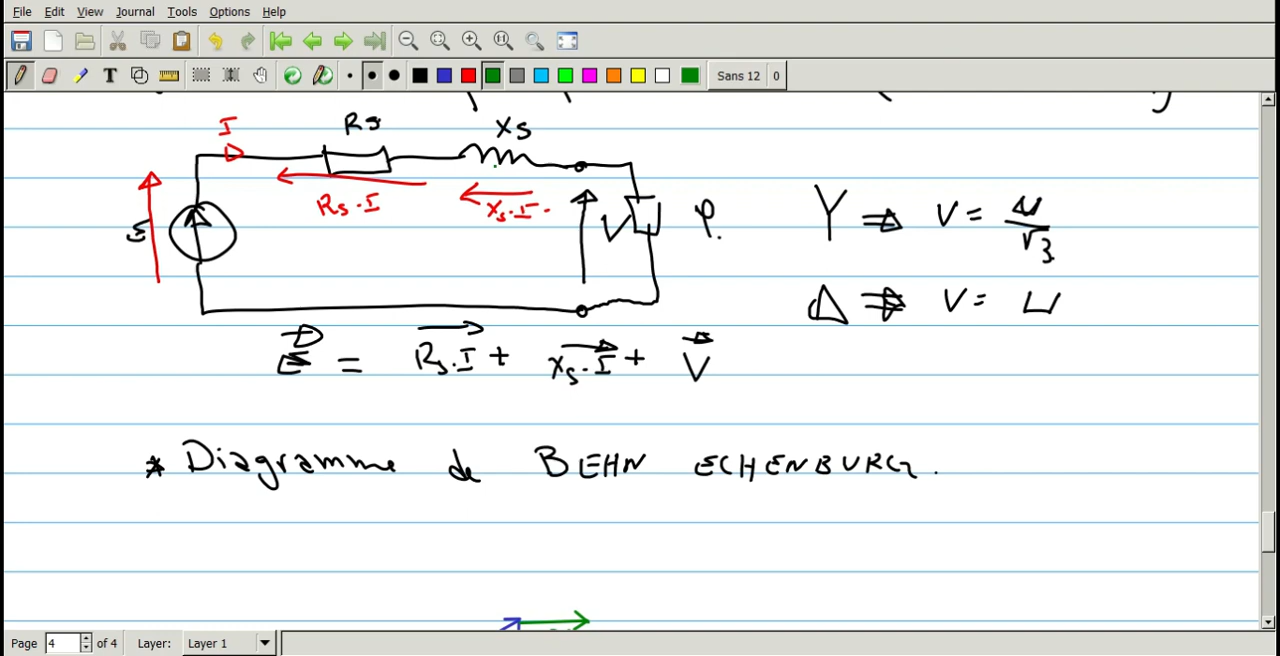 File Edit View Journal Tools Options Help
Sans 12 0
I Rs Xs
Rs·I Xs·I
E V φ
Y ⇒ V = U/√3
Δ ⇒ V = U
E = Rs·I + Xs·I + V
* Diagramme de BEHN ECHENBURG.
Page 4 of 4 Layer: Layer 1